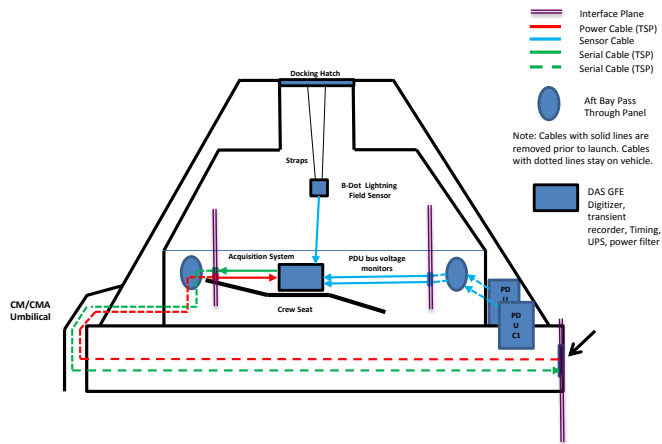 Interface Plane
Power Cable (TSP)
Sensor Cable
Serial Cable (TSP)
Serial Cable (TSP)
Aft Bay Pass
Through Panel
Note: Cables with solid lines are
removed prior to launch. Cables
with dotted lines stay on vehicle.
DAS GFE
Digitizer,
transient
recorder, Timing,
UPS, power filter
Docking Hatch
Straps
B-Dot Lightning
Field Sensor
Acquisition System
PDU bus voltage
monitors
Crew Seat
CM/CMA
Umbilical
PD
U
PD
U
C1